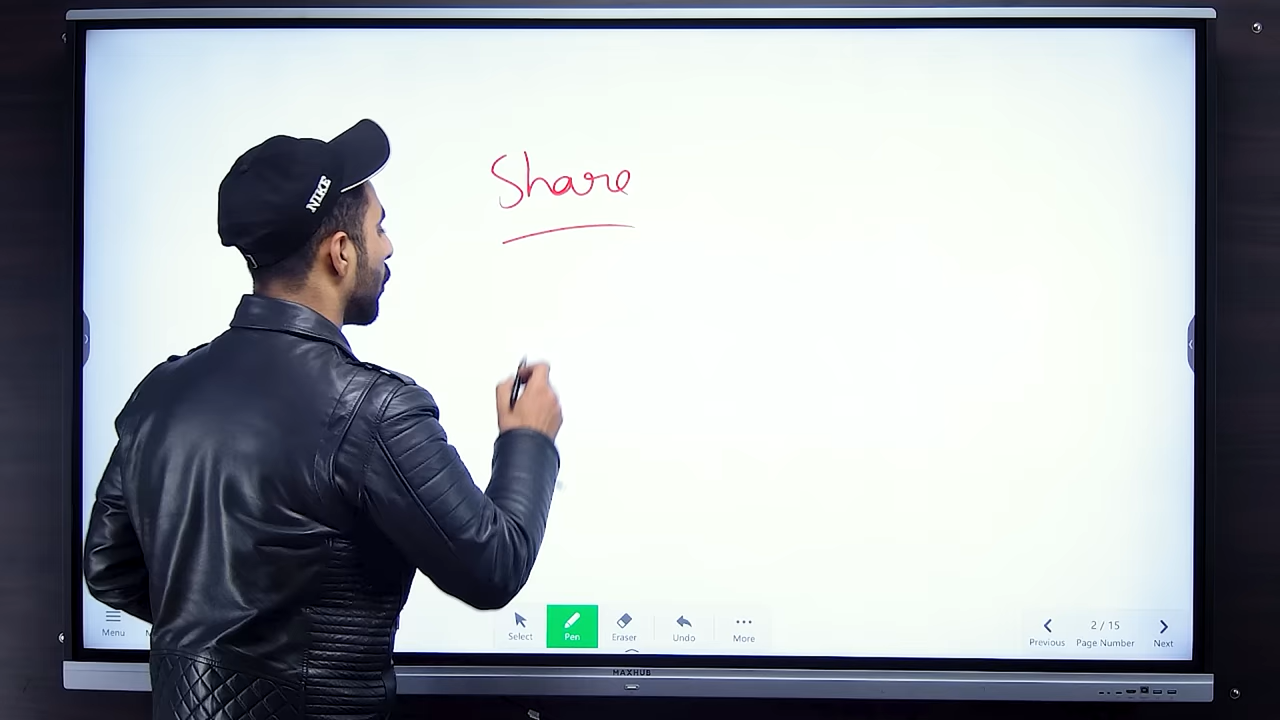 Share
NIKE
Menu
Select
Pen
Eraser
Undo
More
Previous
2 / 15
Page Number
Next
MAXHUB